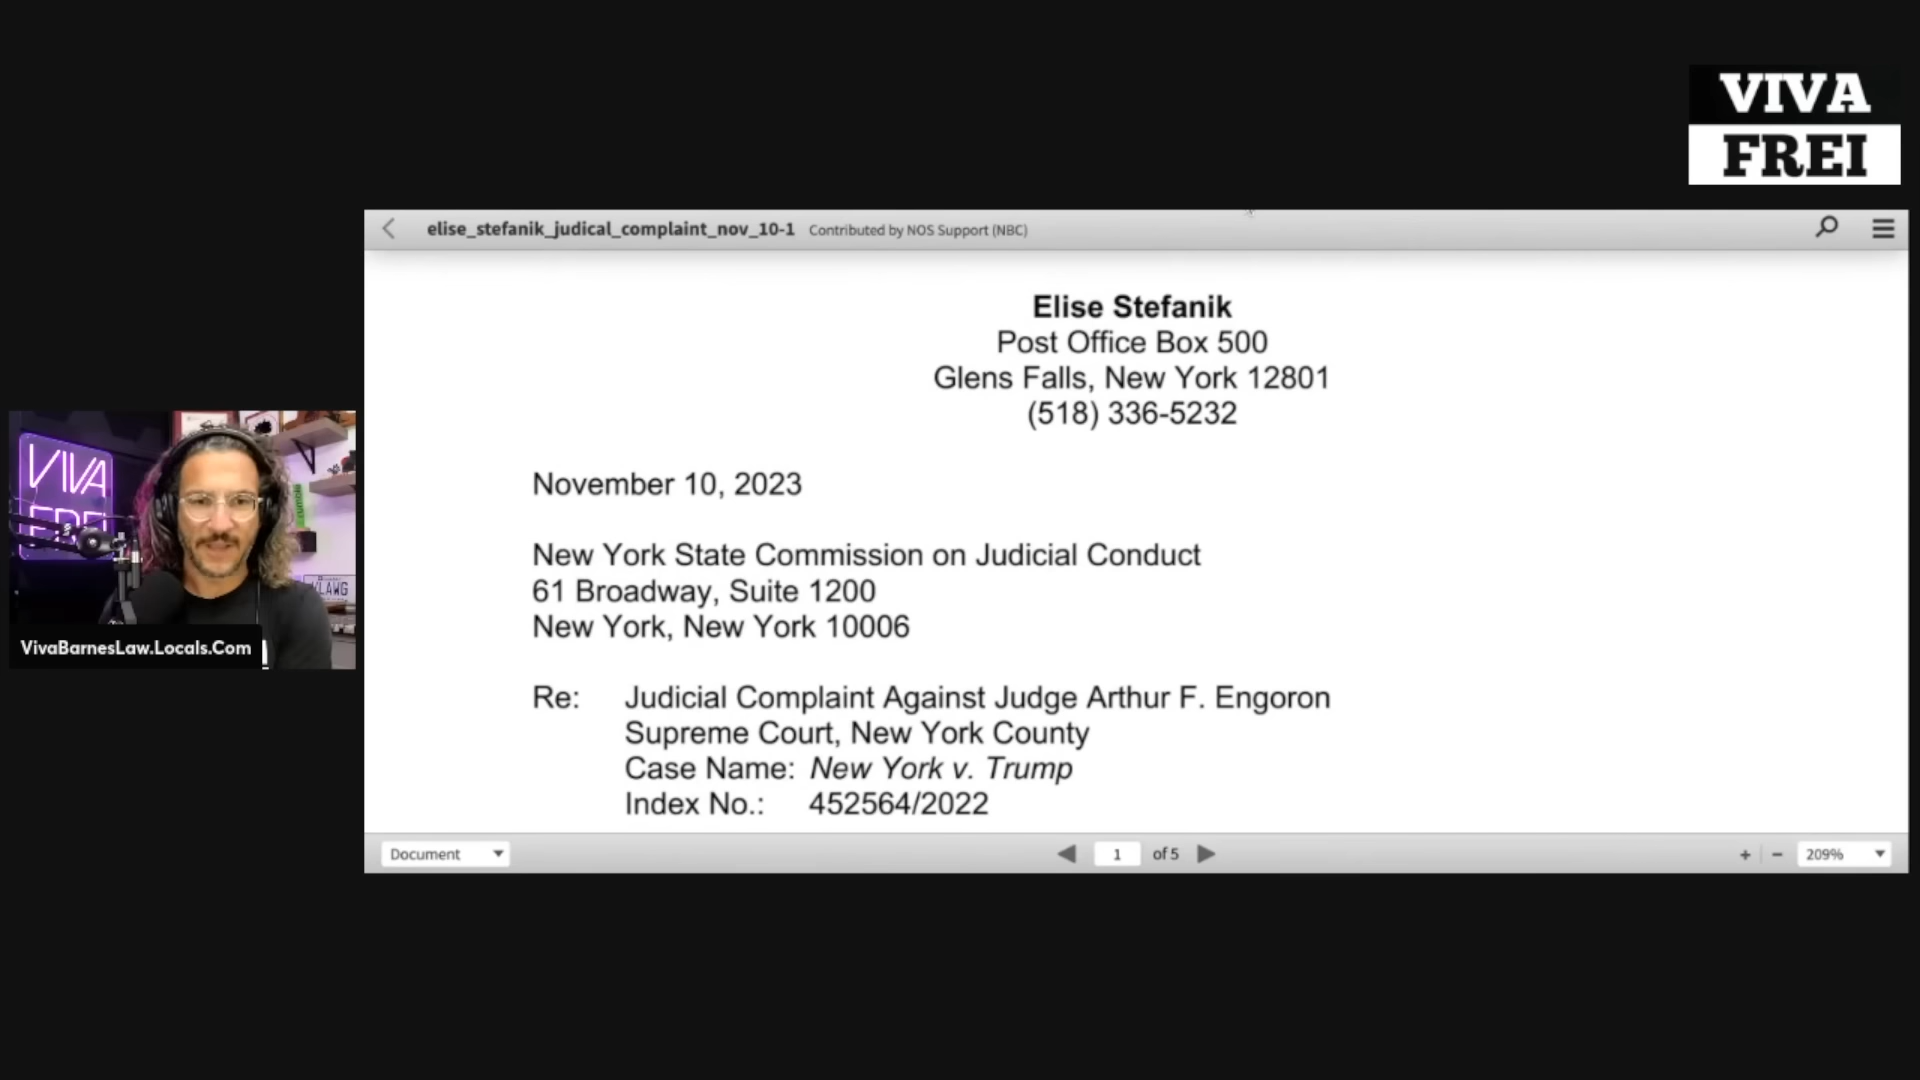 VIVA
FREI
elise_stefanik_judical_complaint_nov_10-1 Contributed by NOS Support (NBC)
Elise Stefanik
Post Office Box 500
Glens Falls, New York 12801
(518) 336-5232
November 10, 2023
New York State Commission on Judicial Conduct
61 Broadway, Suite 1200
New York, New York 10006
Re: Judicial Complaint Against Judge Arthur F. Engoron
Supreme Court, New York County
Case Name: New York v. Trump
Index No.: 452564/2022
VIVA
FREI
VivaBarnesLaw.Locals.Com
Document 1 of 5 + - 209%